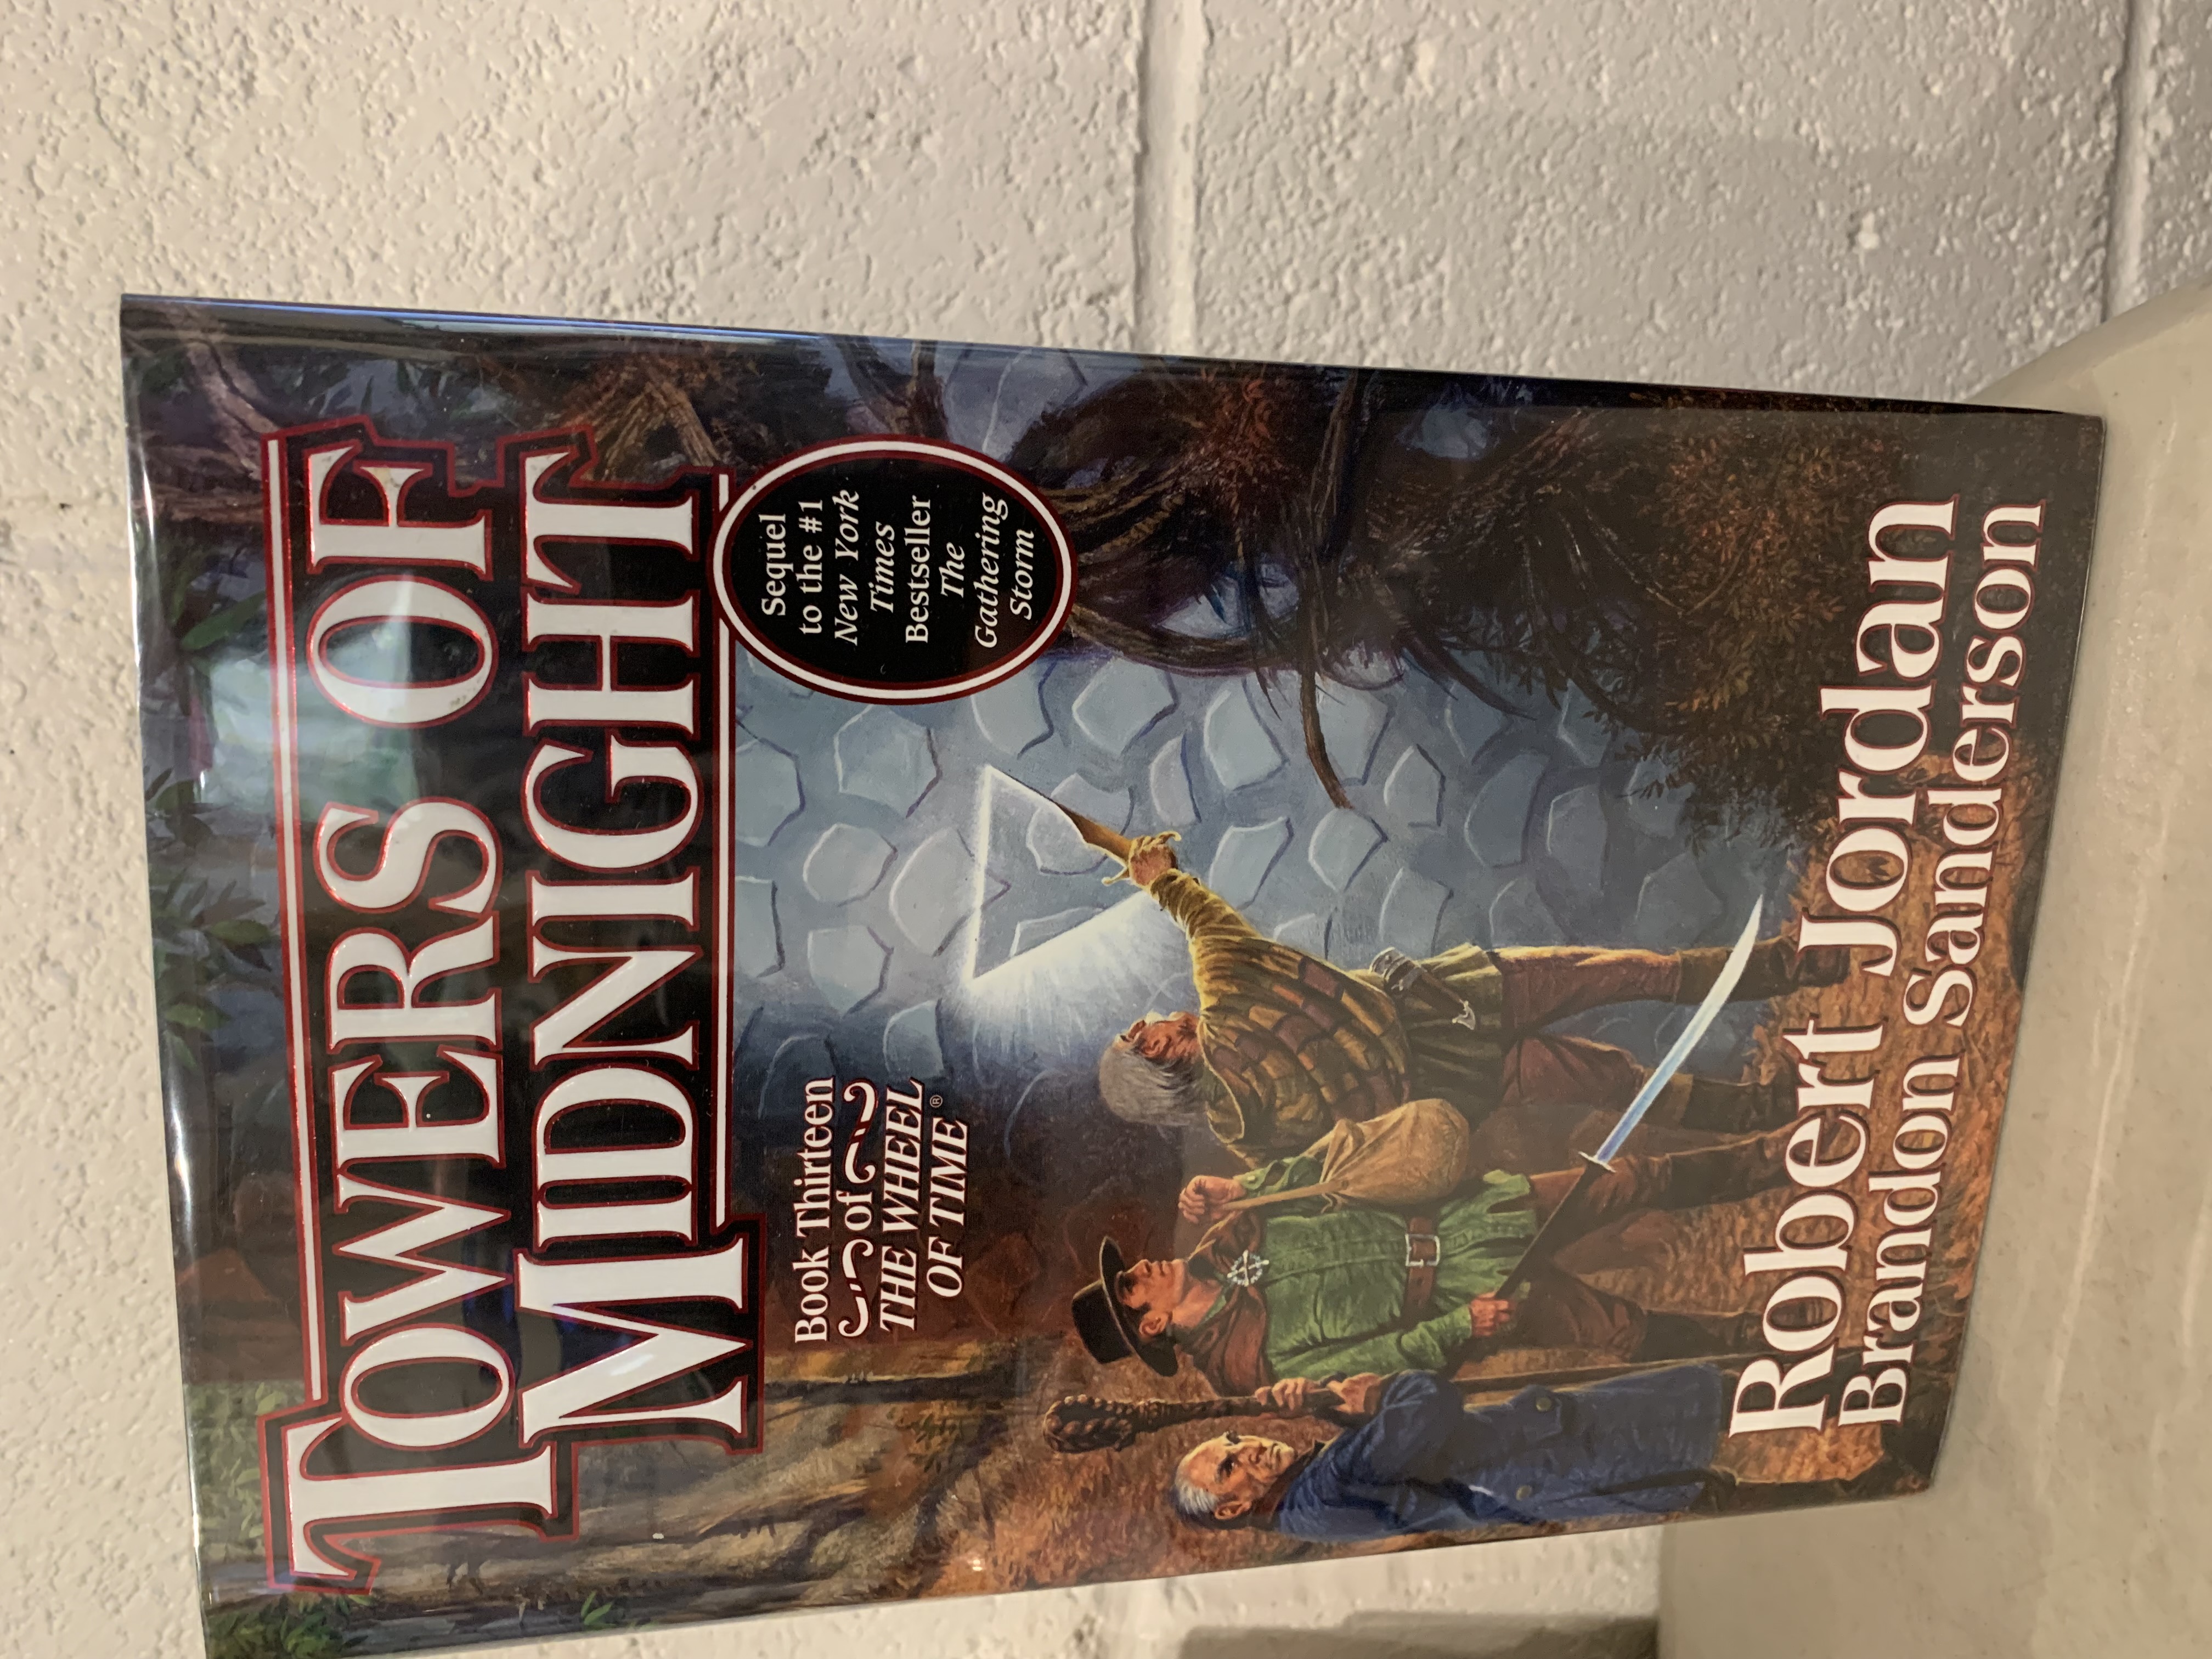 TOWERS OF
MIDNIGHT
Sequel
to the #1
New York
Times
Bestseller
The
Gathering
Storm
Book Thirteen
of
THE WHEEL
OF TIME®
Robert Jordan
Brandon Sanderson